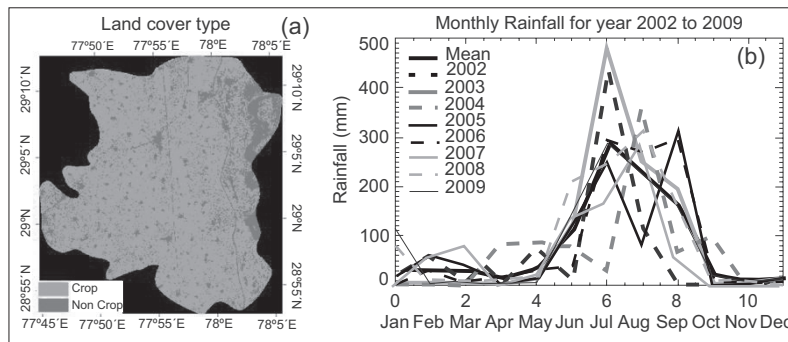 Land cover type
(a)
77°50´E 77°55´E 78°E 78°5´E
29°10´N
29°5´N
29°N
28°55´N
29°10´N
29°5´N
29°N
28°55´N
Crop
Non Crop
77°45´E 77°50´E 77°55´E 78°E 78°5´E
Monthly Rainfall for year 2002 to 2009
(b)
Rainfall (mm)
500
400
300
200
100
0
Mean
2002
2003
2004
2005
2006
2007
2008
2009
0 2 4 6 8 10
Jan Feb Mar Apr May Jun Jul Aug Sep Oct Nov Dec